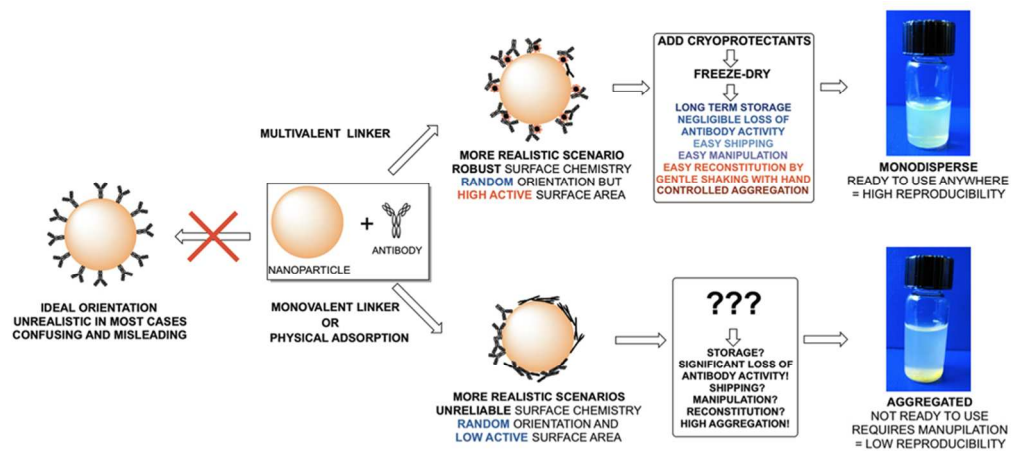 IDEAL ORIENTATION
UNREALISTIC IN MOST CASES
CONFUSING AND MISLEADING
MULTIVALENT LINKER
NANOPARTICLE
+
ANTIBODY
MONOVALENT LINKER
OR
PHYSICAL ADSORPTION
MORE REALISTIC SCENARIO
ROBUST SURFACE CHEMISTRY
RANDOM ORIENTATION BUT
HIGH ACTIVE SURFACE AREA
ADD CRYOPROTECTANTS
FREEZE-DRY
LONG TERM STORAGE
NEGLIGIBLE LOSS OF
ANTIBODY ACTIVITY
EASY SHIPPING
EASY MANIPULATION
EASY RECONSTITUTION BY
GENTLE SHAKING WITH HAND
CONTROLLED AGGREGATION
MONODISPERSE
READY TO USE ANYWHERE
= HIGH REPRODUCIBILITY
MORE REALISTIC SCENARIOS
UNRELIABLE SURFACE CHEMISTRY
RANDOM ORIENTATION AND
LOW ACTIVE SURFACE AREA
???
STORAGE?
SIGNIFICANT LOSS OF
ANTIBODY ACTIVITY!
SHIPPING?
MANIPULATION?
RECONSTITUTION?
HIGH AGGREGATION!
AGGREGATED
NOT READY TO USE
REQUIRES MANUPILATION
= LOW REPRODUCIBILITY